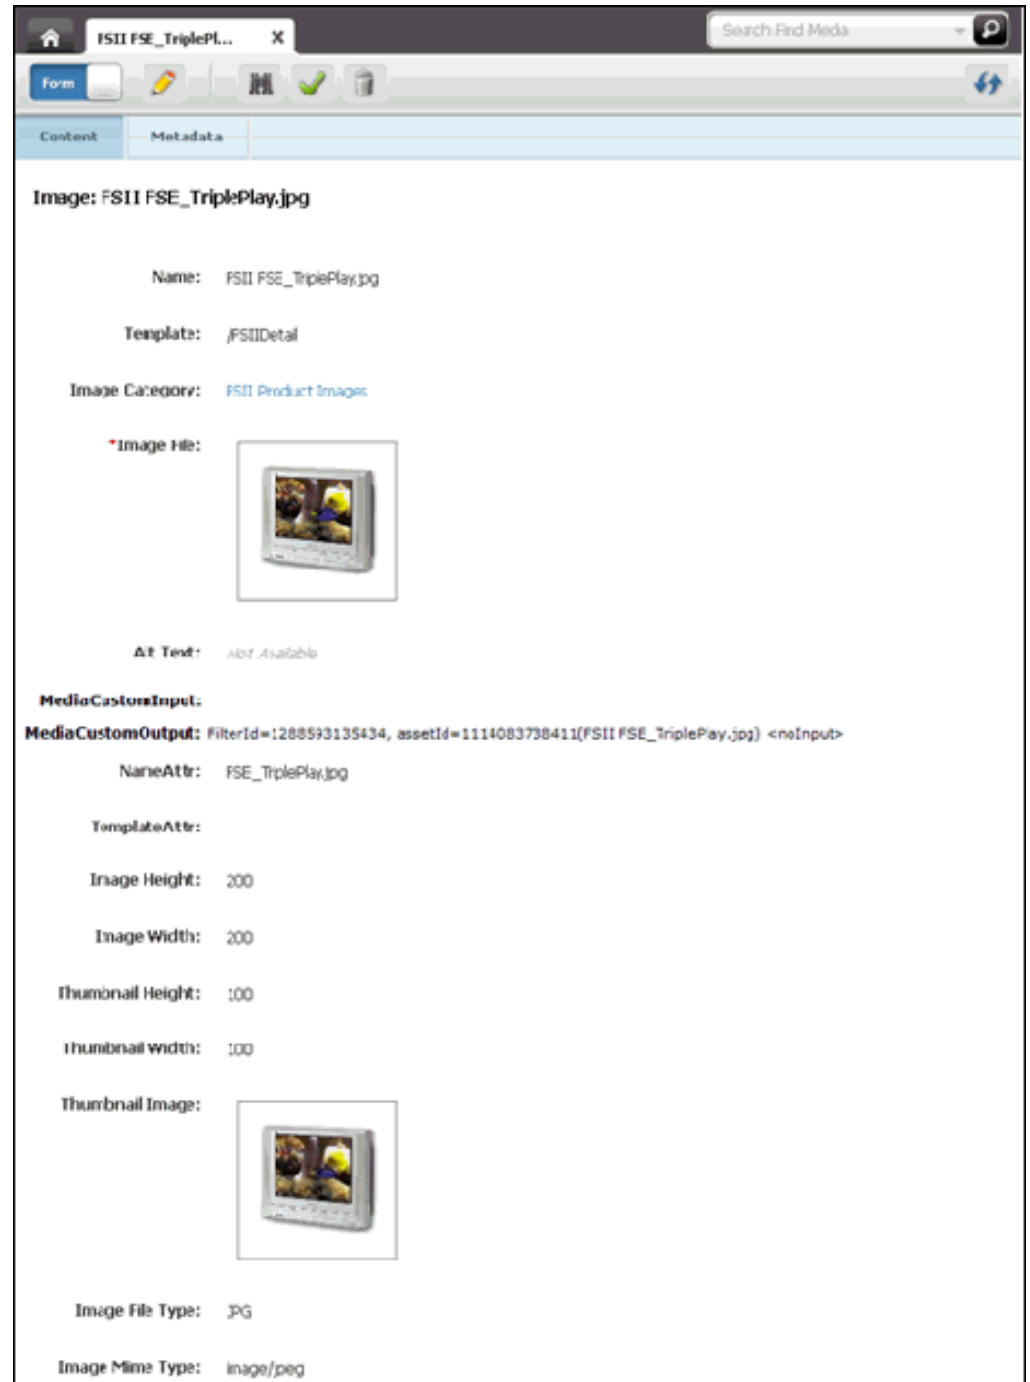 FSII FSE_TriplePl... X
Search Find Media
Form
Content Metadata
Image: FSII FSE_TriplePlay.jpg
Name: FSII FSE_TriplePlay.jpg
Template: /FSIIDetail
Image Category: FSII Product Images
*Image File:
Alt Text: Not Available
MediaCustomInput:
MediaCustomOutput: FilterId=1288593135434, assetId=1114083738411(FSII FSE_TriplePlay.jpg) <noInput>
NameAttr: FSE_TriplePlay.jpg
TemplateAttr:
Image Height: 200
Image Width: 200
Thumbnail Height: 100
Thumbnail Width: 100
Thumbnail Image:
Image File Type: JPG
Image Mime Type: image/jpeg